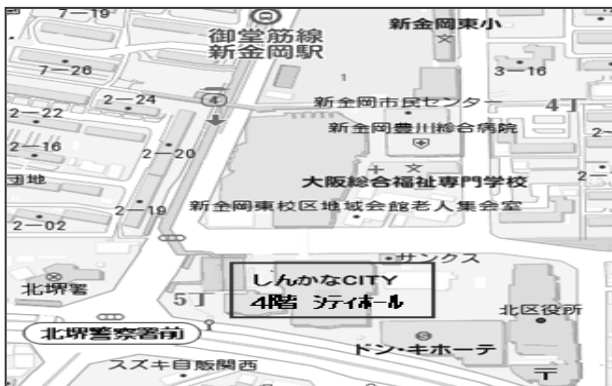 7-19
御堂筋線
新金岡駅
新金岡東小
7-26
3-16
1
2-24
4
新金岡市民センター
4丁
2-22
新金岡豊川総合病院
2-16
2-20
団地
大阪総合福祉専門学校
2-19
新金岡東校区地域会館老人集会室
2-02
サンクス
しんかなCITY
4階 シティホール
北堺署
5丁
北区役所
北堺警察署前
ドン・キホーテ
スズキ自販関西